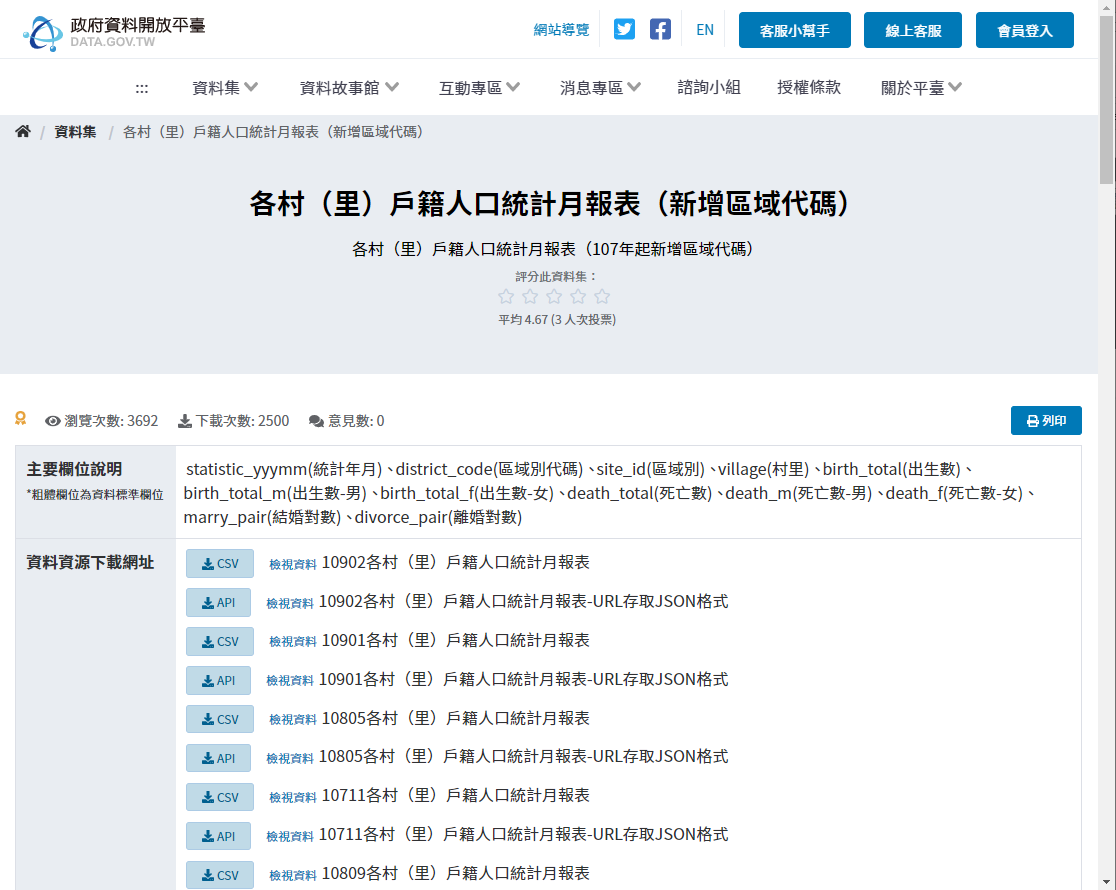 政府資料開放平臺
DATA.GOV.TW
網站導覽
EN
客服小幫手
線上客服
會員登入
:::
資料集
資料故事館
互動專區
消息專區
諮詢小組
授權條款
關於平臺
/ 資料集 / 各村（里）戶籍人口統計月報表（新增區域代碼）
各村（里）戶籍人口統計月報表（新增區域代碼）
各村（里）戶籍人口統計月報表（107年起新增區域代碼）
評分此資料集：
平均 4.67 (3 人次投票)
瀏覽次數: 3692
下載次數: 2500
意見數: 0
列印
主要欄位說明
*粗體欄位為資料標準欄位
statistic_yyymm(統計年月)、district_code(區域別代碼)、site_id(區域別)、village(村里)、birth_total(出生數)、
birth_total_m(出生數-男)、birth_total_f(出生數-女)、death_total(死亡數)、death_m(死亡數-男)、death_f(死亡數-女)、
marry_pair(結婚對數)、divorce_pair(離婚對數)
資料資源下載網址
CSV 檢視資料 10902各村（里）戶籍人口統計月報表
API 檢視資料 10902各村（里）戶籍人口統計月報表-URL存取JSON格式
CSV 檢視資料 10901各村（里）戶籍人口統計月報表
API 檢視資料 10901各村（里）戶籍人口統計月報表-URL存取JSON格式
CSV 檢視資料 10805各村（里）戶籍人口統計月報表
API 檢視資料 10805各村（里）戶籍人口統計月報表-URL存取JSON格式
CSV 檢視資料 10711各村（里）戶籍人口統計月報表
API 檢視資料 10711各村（里）戶籍人口統計月報表-URL存取JSON格式
CSV 檢視資料 10809各村（里）戶籍人口統計月報表